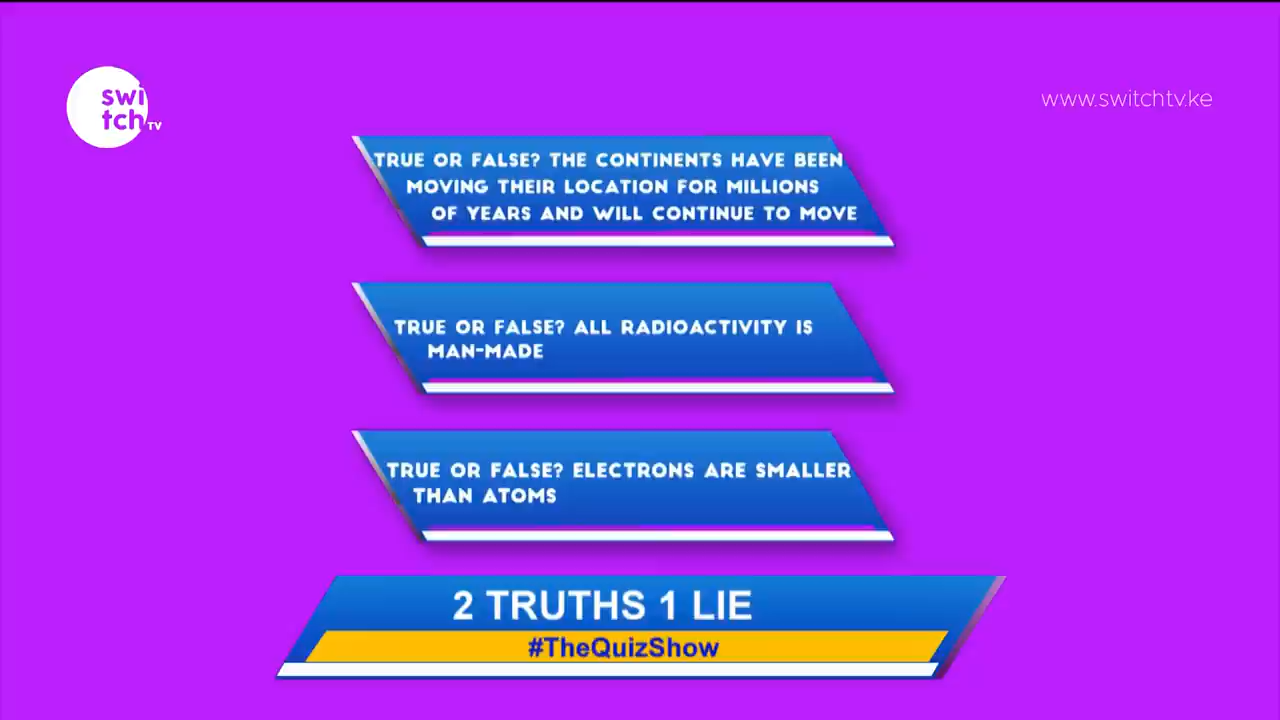 swi
tch TV
www.switchtv.ke
TRUE OR FALSE? THE CONTINENTS HAVE BEEN
MOVING THEIR LOCATION FOR MILLIONS
OF YEARS AND WILL CONTINUE TO MOVE
TRUE OR FALSE? ALL RADIOACTIVITY IS
MAN-MADE
TRUE OR FALSE? ELECTRONS ARE SMALLER
THAN ATOMS
2 TRUTHS 1 LIE
#TheQuizShow